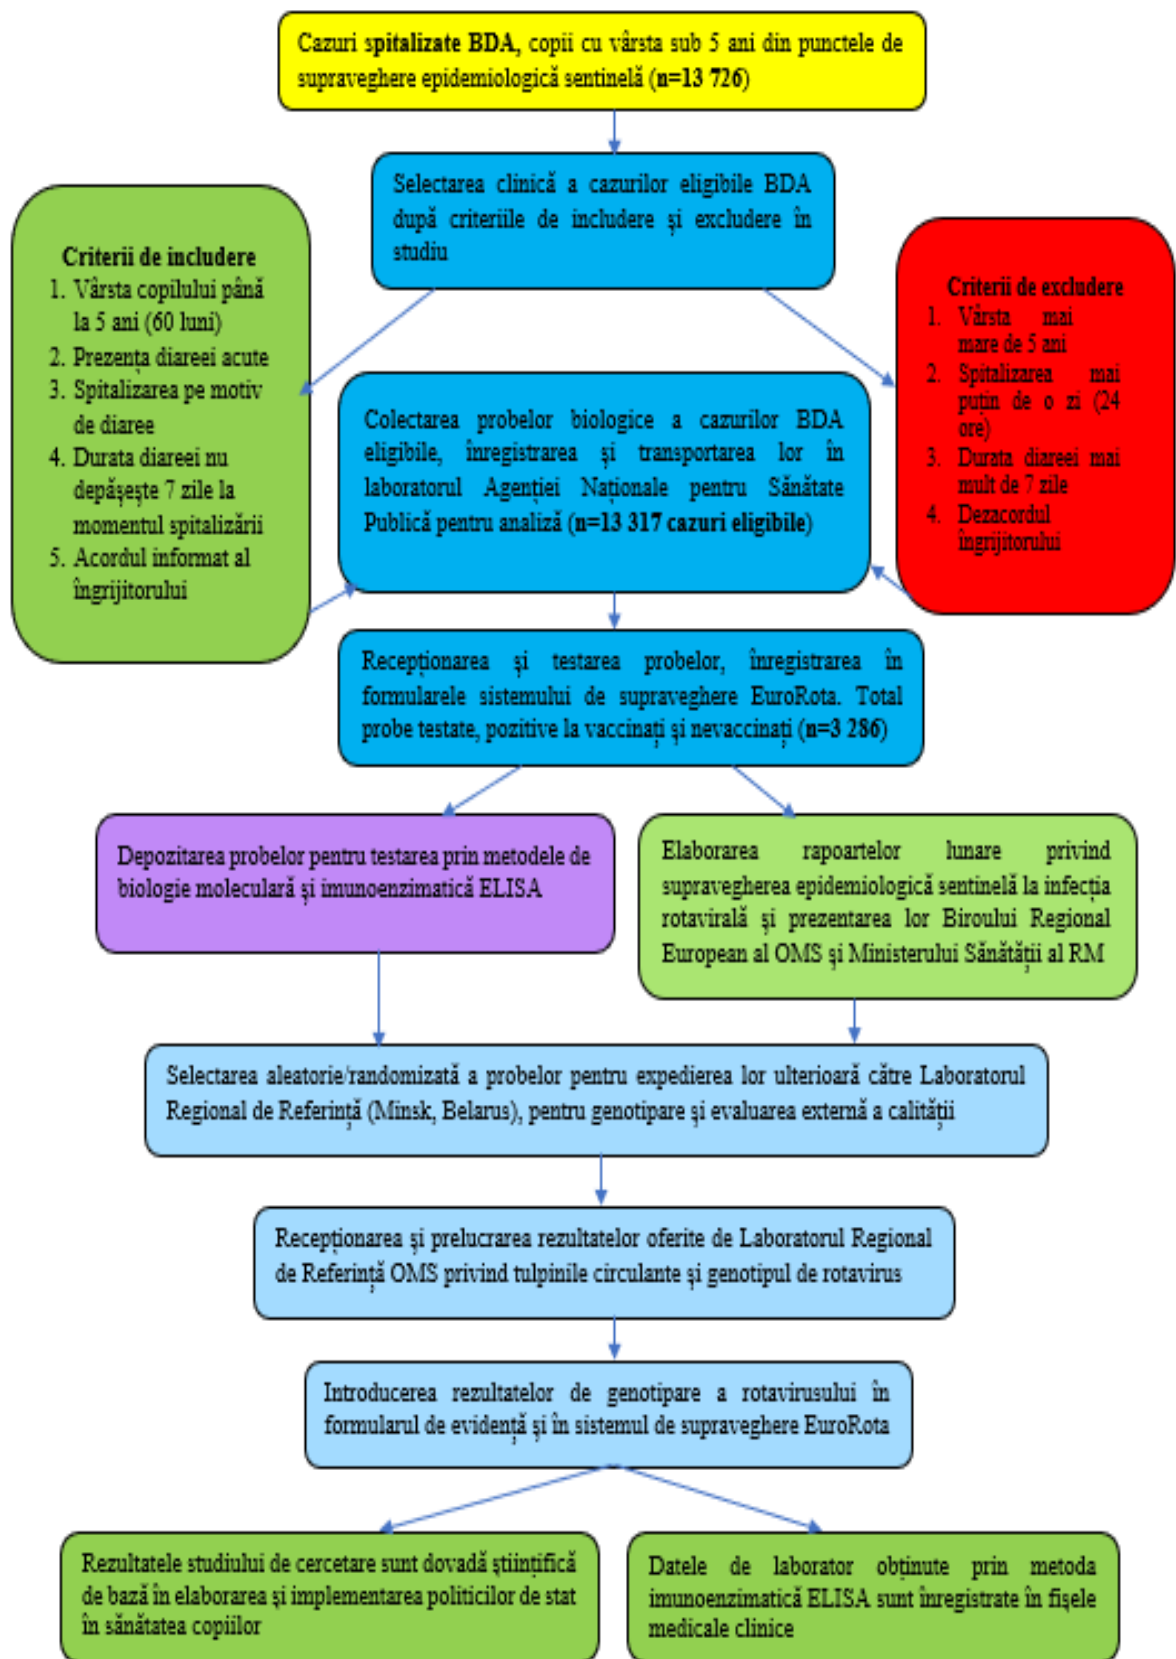 Cazuri spitalizate BDA, copii cu vârsta sub 5 ani din punctele de
supraveghere epidemiologică sentinelă (n=13 726)
Selectarea clinică a cazurilor eligibile BDA
după criteriile de includere și excludere în
studiu
Criterii de includere
1. Vârsta copilului până
la 5 ani (60 luni)
2. Prezența diareei acute
3. Spitalizarea pe motiv
de diaree
4. Durata diareei nu
depășește 7 zile la
momentul spitalizării
5. Acordul informat al
îngrijitorului
Criterii de excludere
1. Vârsta mai
mare de 5 ani
2. Spitalizarea mai
puțin de o zi (24
ore)
3. Durata diareei mai
mult de 7 zile
4. Dezacordul
îngrijitorului
Colectarea probelor biologice a cazurilor BDA
eligibile, înregistrarea și transportarea lor în
laboratorul Agenției Naționale pentru Sănătate
Publică pentru analiză (n=13 317 cazuri eligibile)
Recepționarea și testarea probelor, înregistrarea în
formularele sistemului de supraveghere EuroRota. Total
probe testate, pozitive la vaccinați și nevaccinați (n=3 286)
Depozitarea probelor pentru testarea prin metodele de
biologie moleculară și imunoenzimatică ELISA
Elaborarea rapoartelor lunare privind
supravegherea epidemiologică sentinelă la infecția
rotavirală și prezentarea lor Biroului Regional
European al OMS și Ministerului Sănătății al RM
Selectarea aleatorie/randomizată a probelor pentru expedierea lor ulterioară către Laboratorul
Regional de Referință (Minsk, Belarus), pentru genotipare și evaluarea externă a calității
Recepționarea și prelucrarea rezultatelor oferite de Laboratorul Regional
de Referință OMS privind tulpinile circulante și genotipul de rotavirus
Introducerea rezultatelor de genotipare a rotavirusului în
formularul de evidență și în sistemul de supraveghere EuroRota
Rezultatele studiului de cercetare sunt dovadă științifică
de bază în elaborarea și implementarea politicilor de stat
în sănătatea copiilor
Datele de laborator obținute prin metoda
imunoenzimatică ELISA sunt înregistrate în fișele
medicale clinice